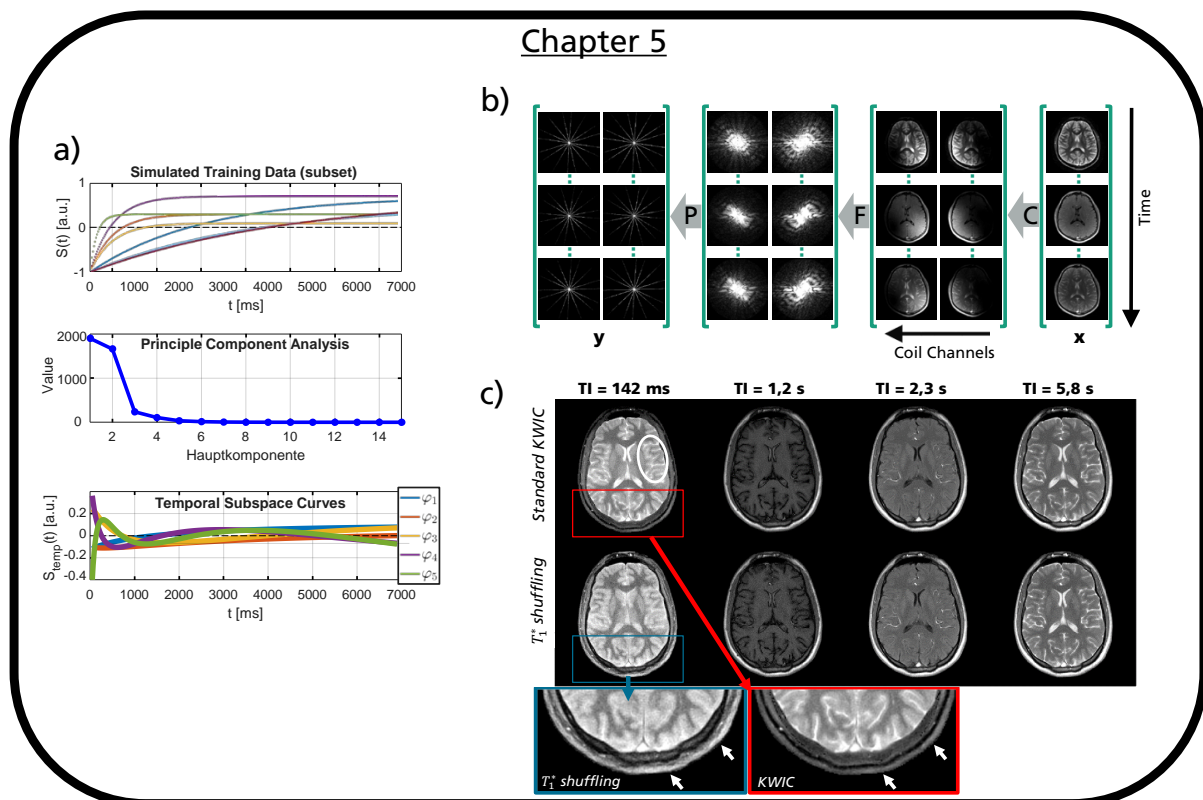 Chapter 5
a)
Simulated Training Data (subset)
S(t) [a.u.]
1
0
-1
0 1000 2000 3000 4000 5000 6000 7000
t [ms]
Principle Component Analysis
Value
2000
1000
0
2 4 6 8 10 12 14
Hauptkomponente
Temporal Subspace Curves
S_temp(t) [a.u.]
0.2
0
-0.2
-0.4
φ₁
φ₂
φ₃
φ₄
φ₅
0 1000 2000 3000 4000 5000 6000 7000
t [ms]
b)
P
F
C
Time
y
Coil Channels
x
c)
TI = 142 ms TI = 1,2 s TI = 2,3 s TI = 5,8 s
Standard KWIC
T₁* shuffling
T₁* shuffling
KWIC